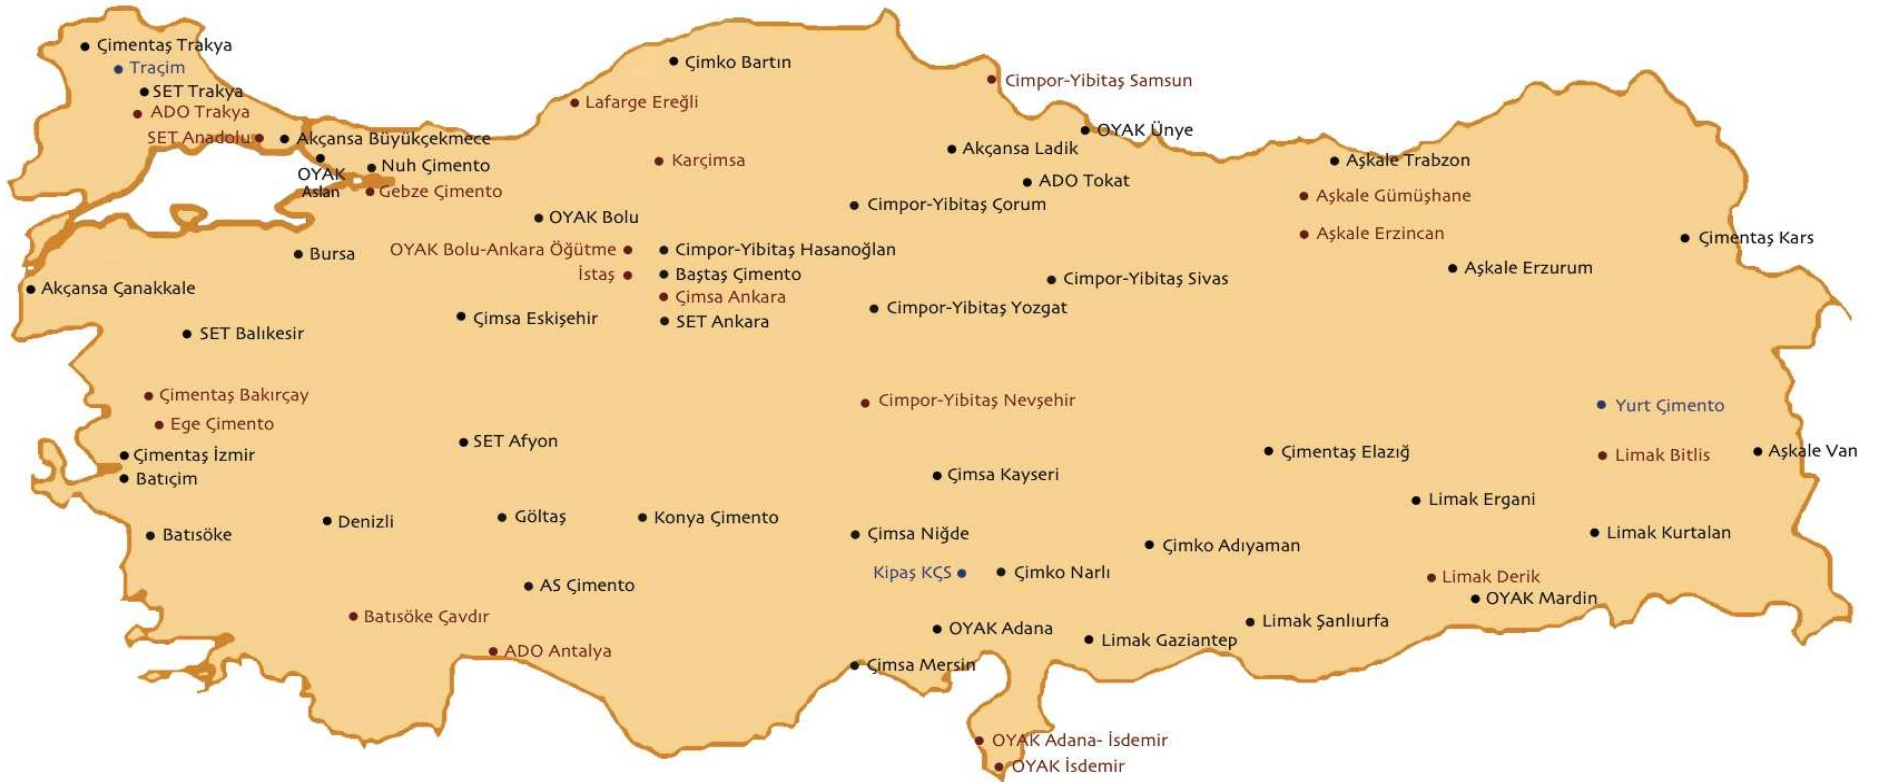 Çimentaş Trakya
Çimko Bartın
Traçim
Cimpor-Yibitaş Samsun
SET Trakya
Lafarge Ereğli
ADO Trakya
OYAK Ünye
SET Anadolu
Akçansa Büyükçekmece
Akçansa Ladik
Nuh Çimento
Karçimsa
Aşkale Trabzon
OYAK
Aslan
ADO Tokat
Gebze Çimento
Aşkale Gümüşhane
Cimpor-Yibitaş Çorum
OYAK Bolu
Aşkale Erzincan
Çimentaş Kars
Bursa
OYAK Bolu-Ankara Öğütme
Cimpor-Yibitaş Hasanoğlan
İstaş
Baştaş Çimento
Aşkale Erzurum
Cimpor-Yibitaş Sivas
Akçansa Çanakkale
Çimsa Ankara
Cimpor-Yibitaş Yozgat
Çimsa Eskişehir
SET Ankara
SET Balıkesir
Çimentaş Bakırçay
Cimpor-Yibitaş Nevşehir
Yurt Çimento
Ege Çimento
SET Afyon
Çimentaş İzmir
Çimentaş Elazığ
Limak Bitlis
Aşkale Van
Batıçim
Çimsa Kayseri
Limak Ergani
Denizli
Göltaş
Konya Çimento
Batısöke
Çimsa Niğde
Limak Kurtalan
Çimko Adıyaman
Kipaş KÇS
Çimko Narlı
Limak Derik
AS Çimento
OYAK Mardin
Batısöke Çavdır
OYAK Adana
Limak Şanlıurfa
Limak Gaziantep
ADO Antalya
Çimsa Mersin
OYAK Adana- İsdemir
OYAK İsdemir